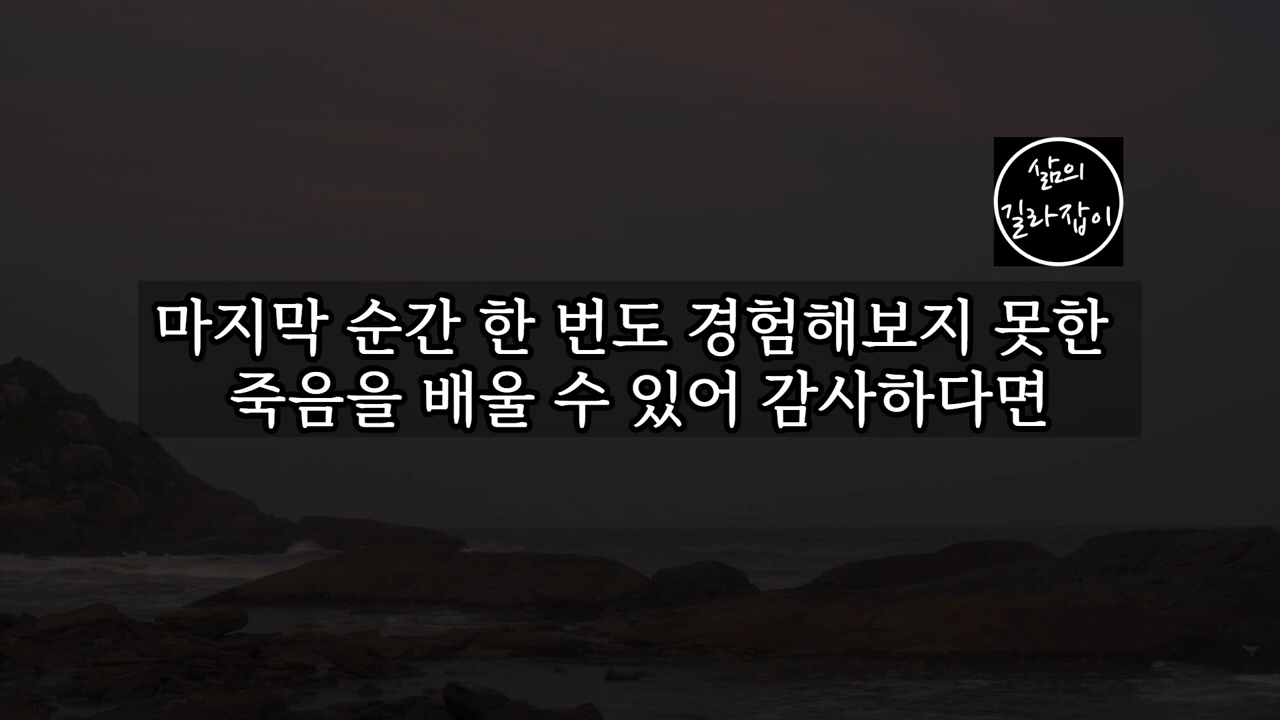 삶의
길라잡이
마지막 순간 한 번도 경험해보지 못한
죽음을 배울 수 있어 감사하다면